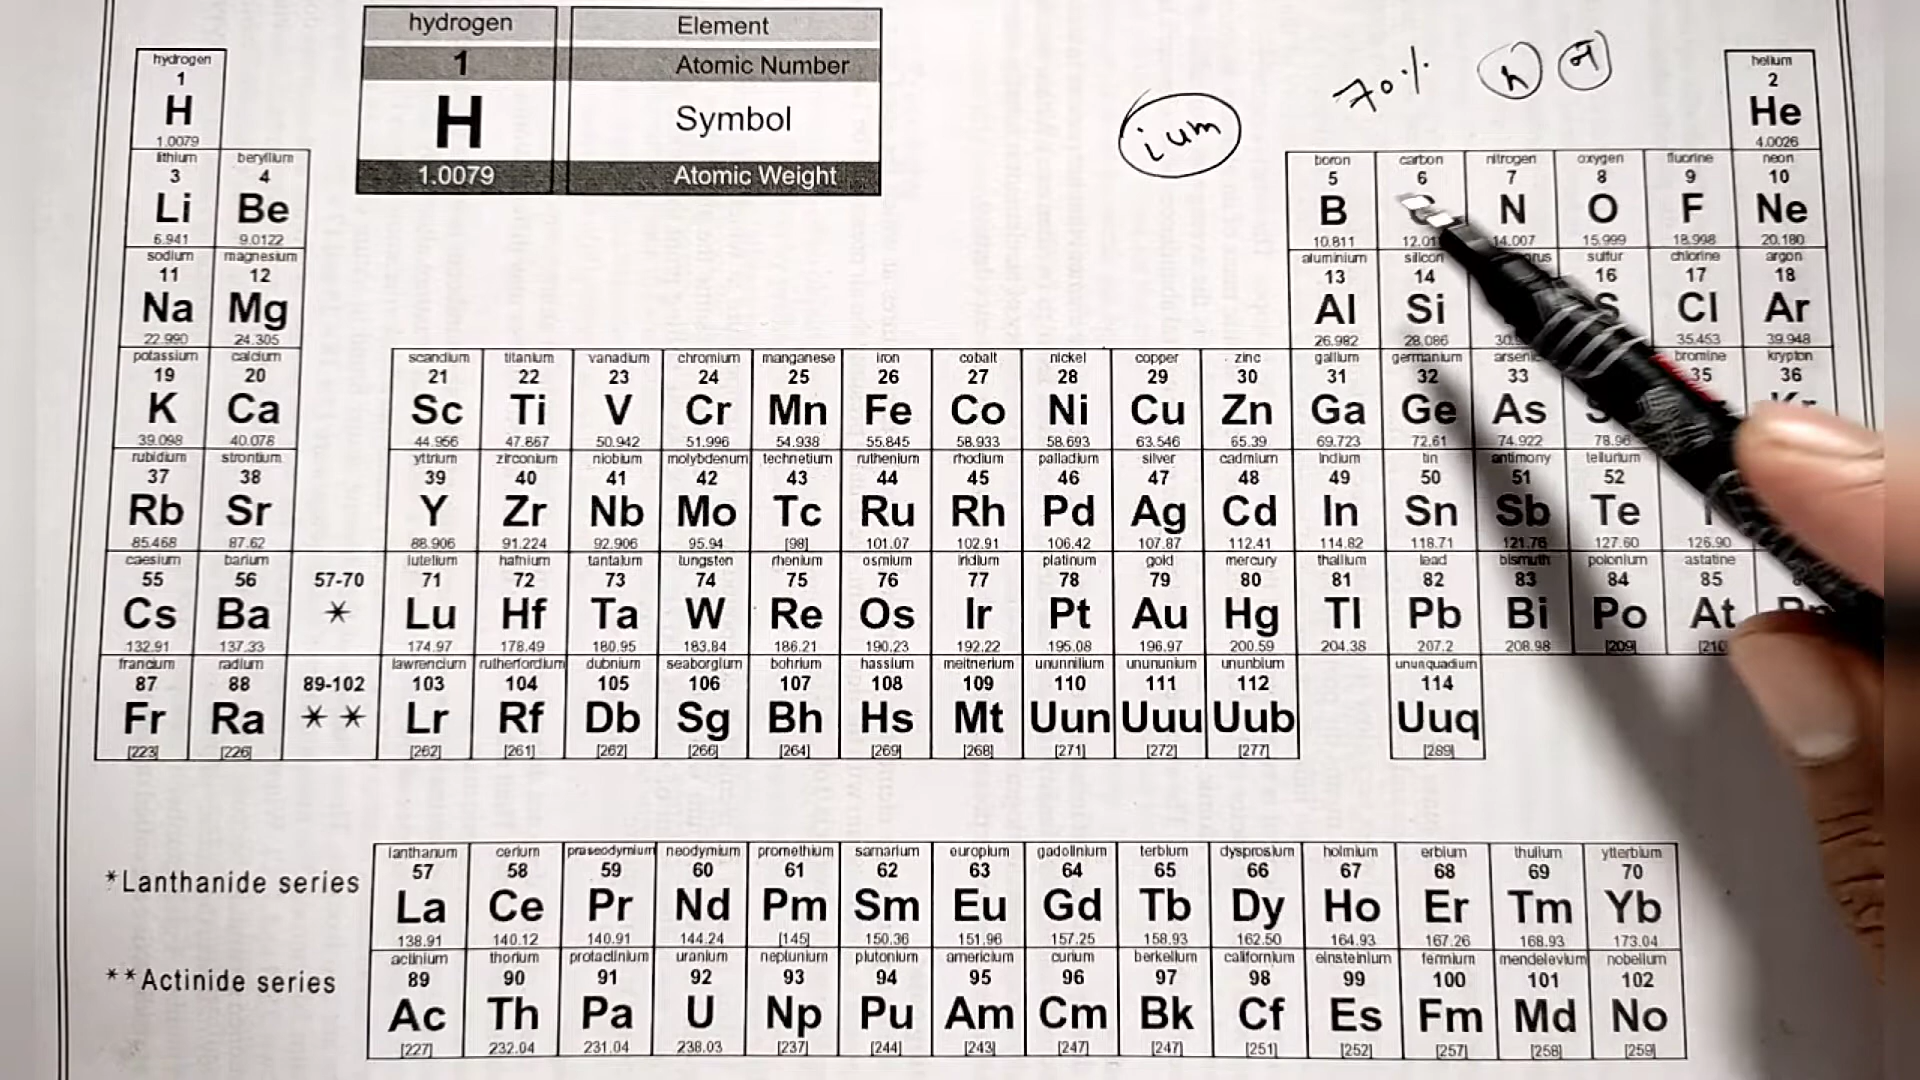 hydrogen Element
1 Atomic Number
H Symbol
1.0079 Atomic Weight
ium 70%
hydrogen helium
1 2
H He
1.0079 4.0026
lithium beryllium boron carbon nitrogen oxygen fluorine neon
3 4 5 6 7 8 9 10
Li Be B N O F Ne
6.941 9.0122 10.811 14.007 15.999 18.998 20.180
sodium magnesium aluminium silicon sulfur chlorine argon
11 12 13 14 16 17 18
Na Mg Al Si S Cl Ar
22.990 24.305 26.982 28.086 35.453 39.948
potassium calcium scandium titanium vanadium chromium manganese iron cobalt nickel copper zinc gallium germanium bromine krypton
19 20 21 22 23 24 25 26 27 28 29 30 31 32 33 35 36
K Ca Sc Ti V Cr Mn Fe Co Ni Cu Zn Ga Ge As
39.098 40.078 44.956 47.867 50.942 51.996 54.938 55.845 58.933 58.693 63.546 65.39 69.723 72.61 74.922 78.96
rubidium strontium yttrium zirconium niobium molybdenum technetium ruthenium rhodium palladium silver cadmium indium tin antimony tellurium
37 38 39 40 41 42 43 44 45 46 47 48 49 50 51 52
Rb Sr Y Zr Nb Mo Tc Ru Rh Pd Ag Cd In Sn Sb Te
85.468 87.62 88.906 91.224 92.906 95.94 [98] 101.07 102.91 106.42 107.87 112.41 114.82 118.71 121.76 127.60 126.90
caesium barium lutetium hafnium tantalum tungsten rhenium osmium iridium platinum gold mercury thallium lead bismuth polonium astatine
55 56 57-70 71 72 73 74 75 76 77 78 79 80 81 82 83 84 85
Cs Ba * Lu Hf Ta W Re Os Ir Pt Au Hg Tl Pb Bi Po At
132.91 137.33 174.97 178.49 180.95 183.84 186.21 190.23 192.22 195.08 196.97 200.59 204.38 207.2 208.98 [209] [210]
francium radium lawrencium rutherfordium dubnium seaborgium bohrium hassium meitnerium ununnilium unununium ununbium ununquadium
87 88 89-102 103 104 105 106 107 108 109 110 111 112 114
Fr Ra * * Lr Rf Db Sg Bh Hs Mt Uun Uuu Uub Uuq
[223] [226] [262] [261] [262] [266] [264] [269] [268] [271] [272] [277] [289]
lanthanum cerium praseodymium neodymium promethium samarium europium gadolinium terbium dysprosium holmium erbium thulium ytterbium
57 58 59 60 61 62 63 64 65 66 67 68 69 70
*Lanthanide series La Ce Pr Nd Pm Sm Eu Gd Tb Dy Ho Er Tm Yb
138.91 140.12 140.91 144.24 [145] 150.36 151.96 157.25 158.93 162.50 164.93 167.26 168.93 173.04
actinium thorium protactinium uranium neptunium plutonium americium curium berkelium californium einsteinium fermium mendelevium nobelium
89 90 91 92 93 94 95 96 97 98 99 100 101 102
**Actinide series Ac Th Pa U Np Pu Am Cm Bk Cf Es Fm Md No
[227] 232.04 231.04 238.03 [237] [244] [243] [247] [247] [251] [252] [257] [258] [259]